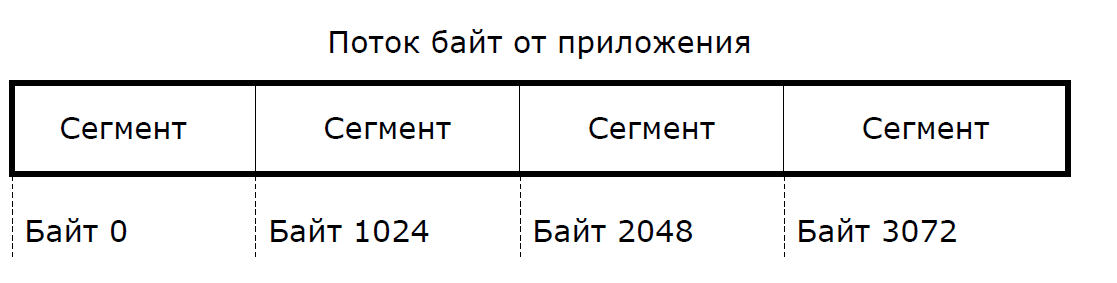 Поток байт от приложения
Сегмент Сегмент Сегмент Сегмент
Байт 0 Байт 1024 Байт 2048 Байт 3072